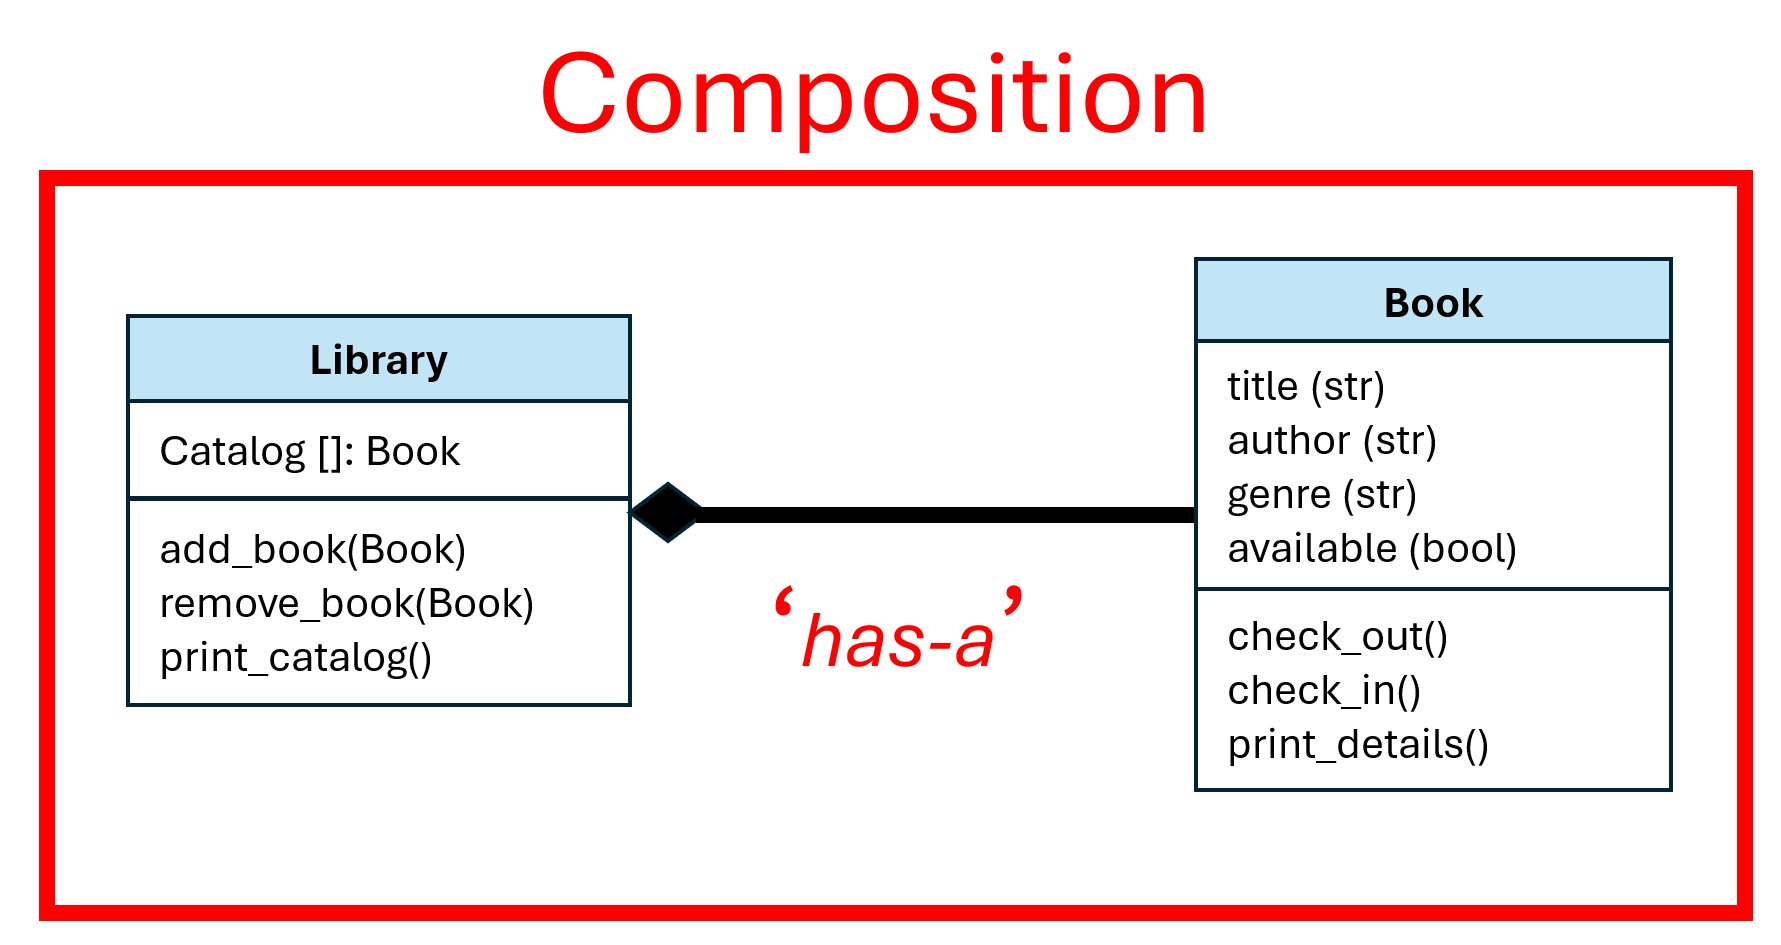 Composition
Library
Catalog []: Book
add_book(Book)
remove_book(Book)
print_catalog()
‘has-a’
Book
title (str)
author (str)
genre (str)
available (bool)
check_out()
check_in()
print_details()